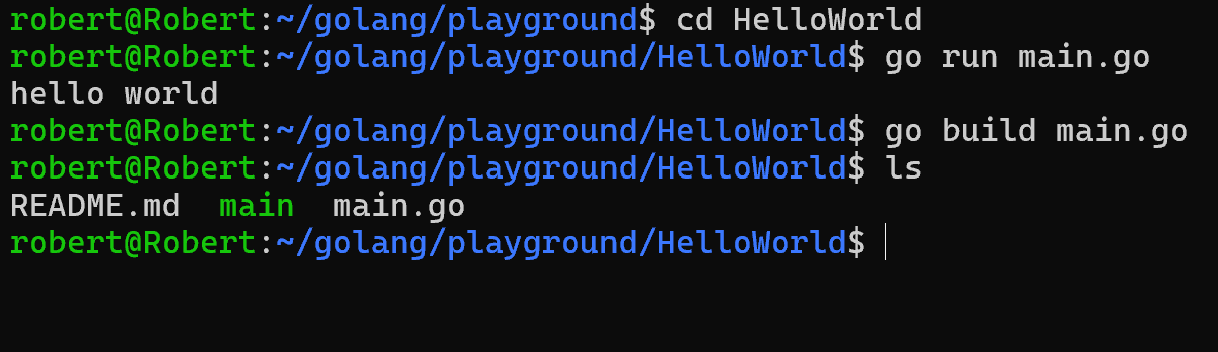 robert@Robert:~/golang/playground$ cd HelloWorld
robert@Robert:~/golang/playground/HelloWorld$ go run main.go
hello world
robert@Robert:~/golang/playground/HelloWorld$ go build main.go
robert@Robert:~/golang/playground/HelloWorld$ ls
README.md  main  main.go
robert@Robert:~/golang/playground/HelloWorld$